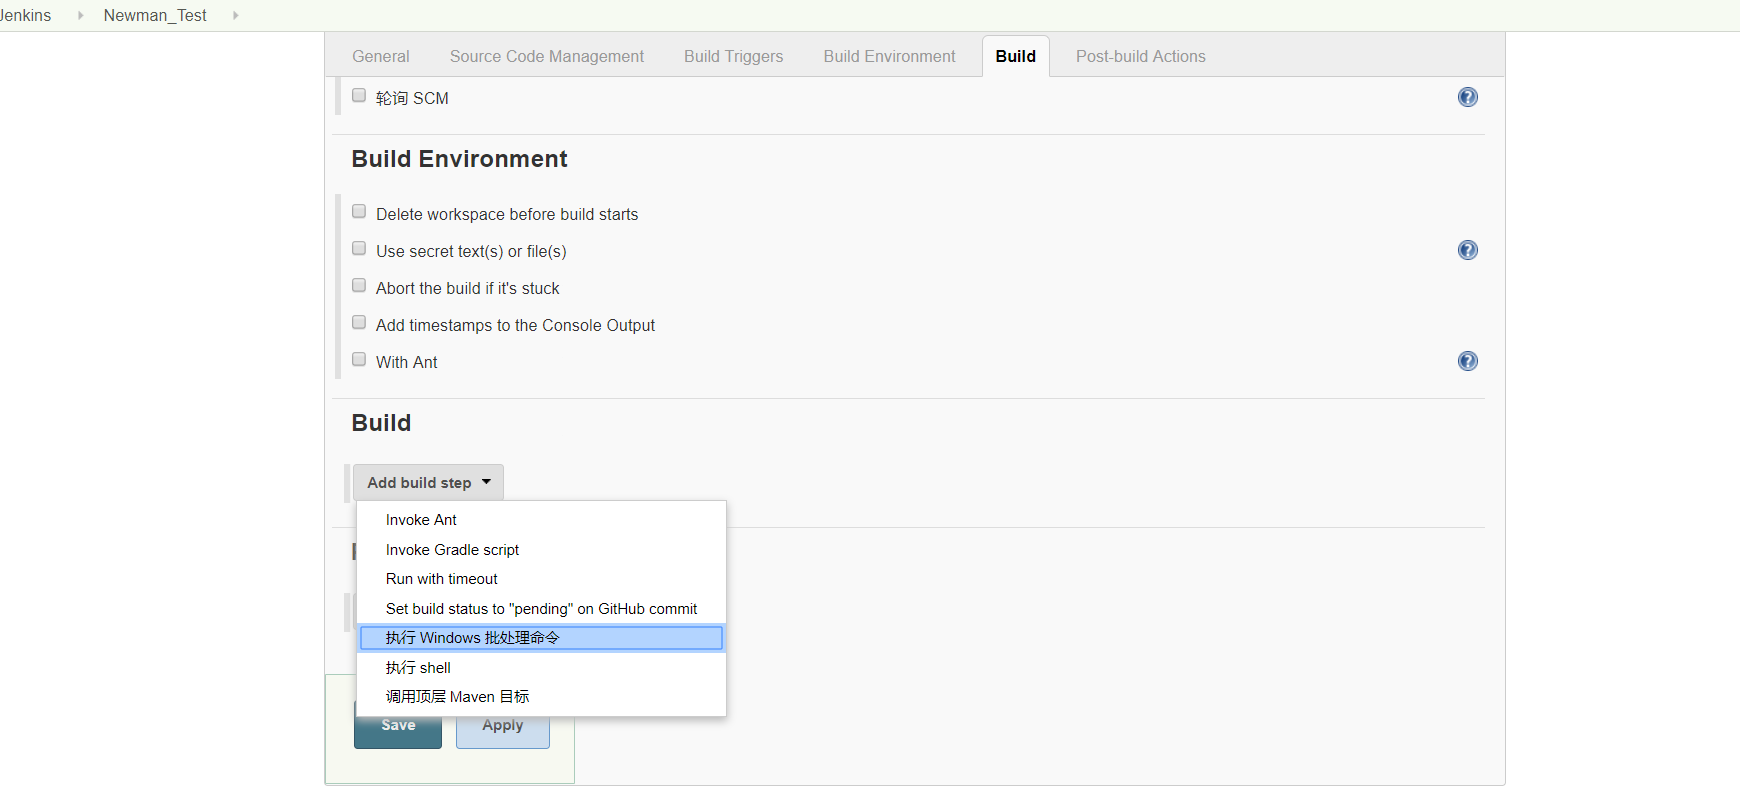 Jenkins Newman_Test
General Source Code Management Build Triggers Build Environment Build Post-build Actions
轮询 SCM
Build Environment
Delete workspace before build starts
Use secret text(s) or file(s)
Abort the build if it's stuck
Add timestamps to the Console Output
With Ant
Build
Add build step
Invoke Ant
Invoke Gradle script
Run with timeout
Set build status to "pending" on GitHub commit
执行 Windows 批处理命令
执行 shell
调用顶层 Maven 目标
Save Apply